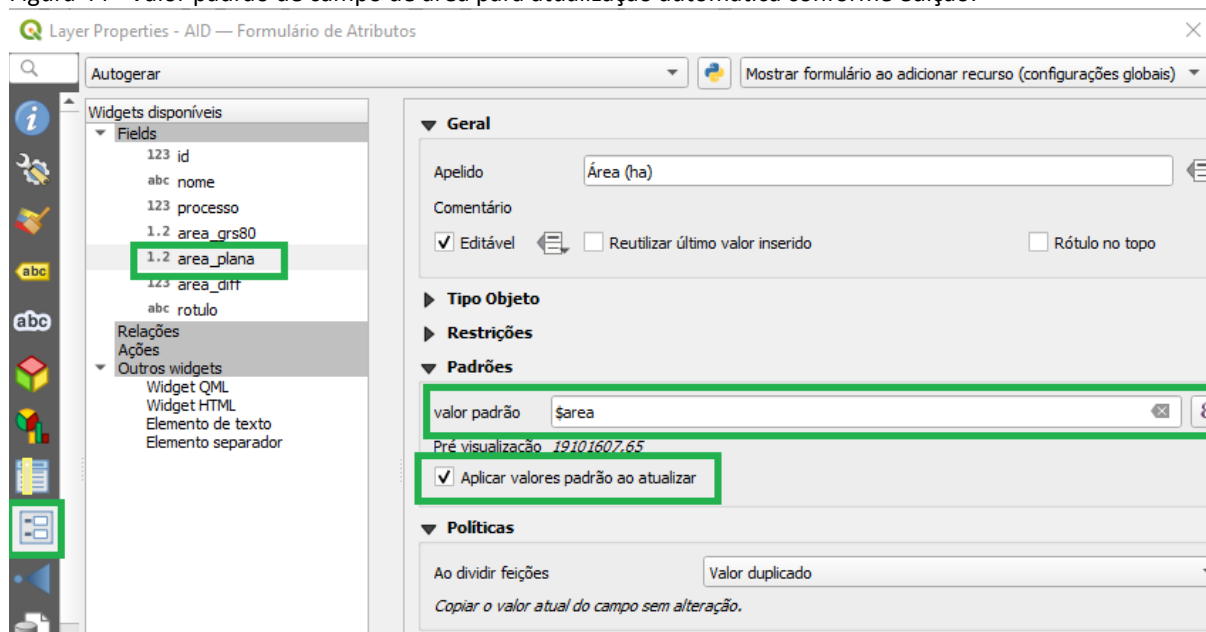 Layer Properties - AID — Formulário de Atributos
Autogerar
Mostrar formulário ao adicionar recurso (configurações globais)
Widgets disponíveis
Fields
123 id
abc nome
123 processo
1.2 area_grs80
1.2 area_plana
123 area_diff
abc rotulo
Relações
Ações
Outros widgets
Widget QML
Widget HTML
Elemento de texto
Elemento separador
abc
abc
Geral
Apelido Área (ha)
Comentário
Editável Reutilizar último valor inserido Rótulo no topo
Tipo Objeto
Restrições
Padrões
valor padrão $area
Pré visualização 19101607,65
Aplicar valores padrão ao atualizar
Políticas
Ao dividir feições Valor duplicado
Copiar o valor atual do campo sem alteração.